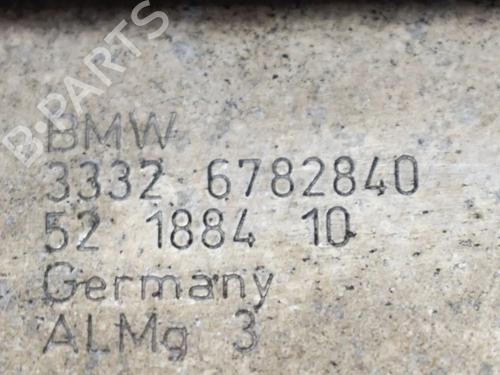 B-PARTS
BMW
3332 6782840
52 1884 10
Germany
ALMg 3